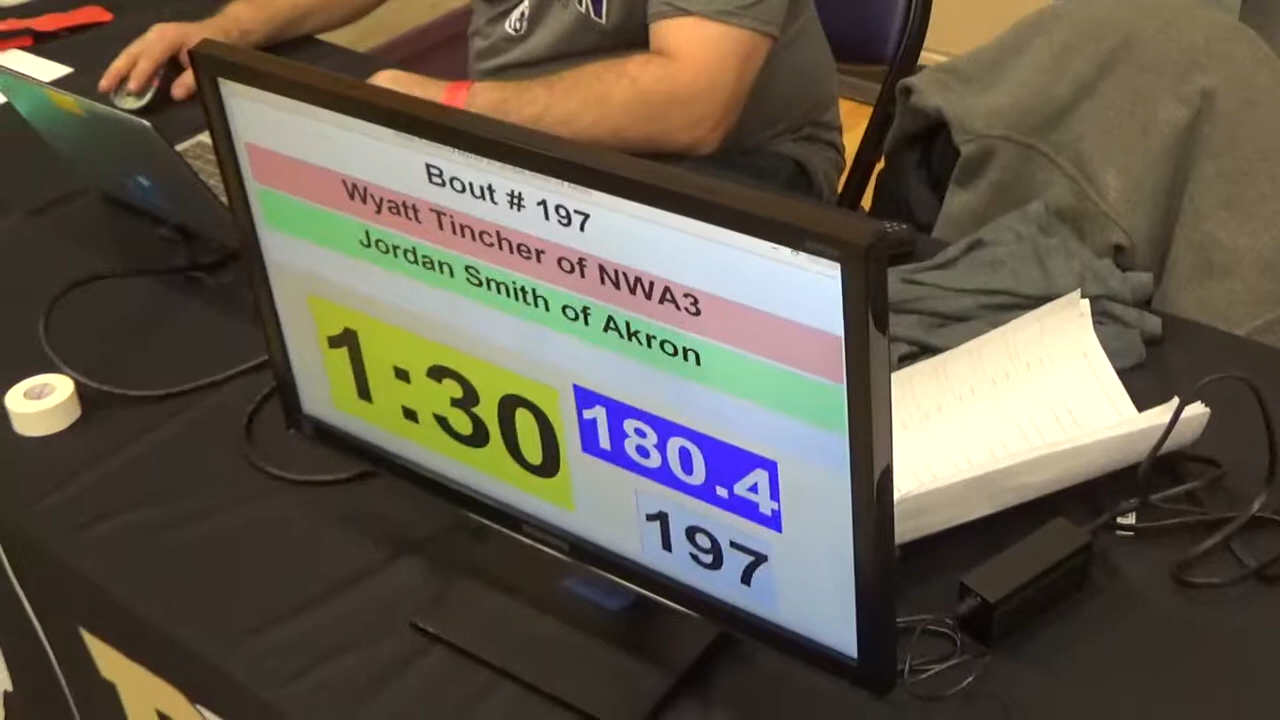 Bout # 197
Wyatt Tincher of NWA3
Jordan Smith of Akron
1:30
180.4
197